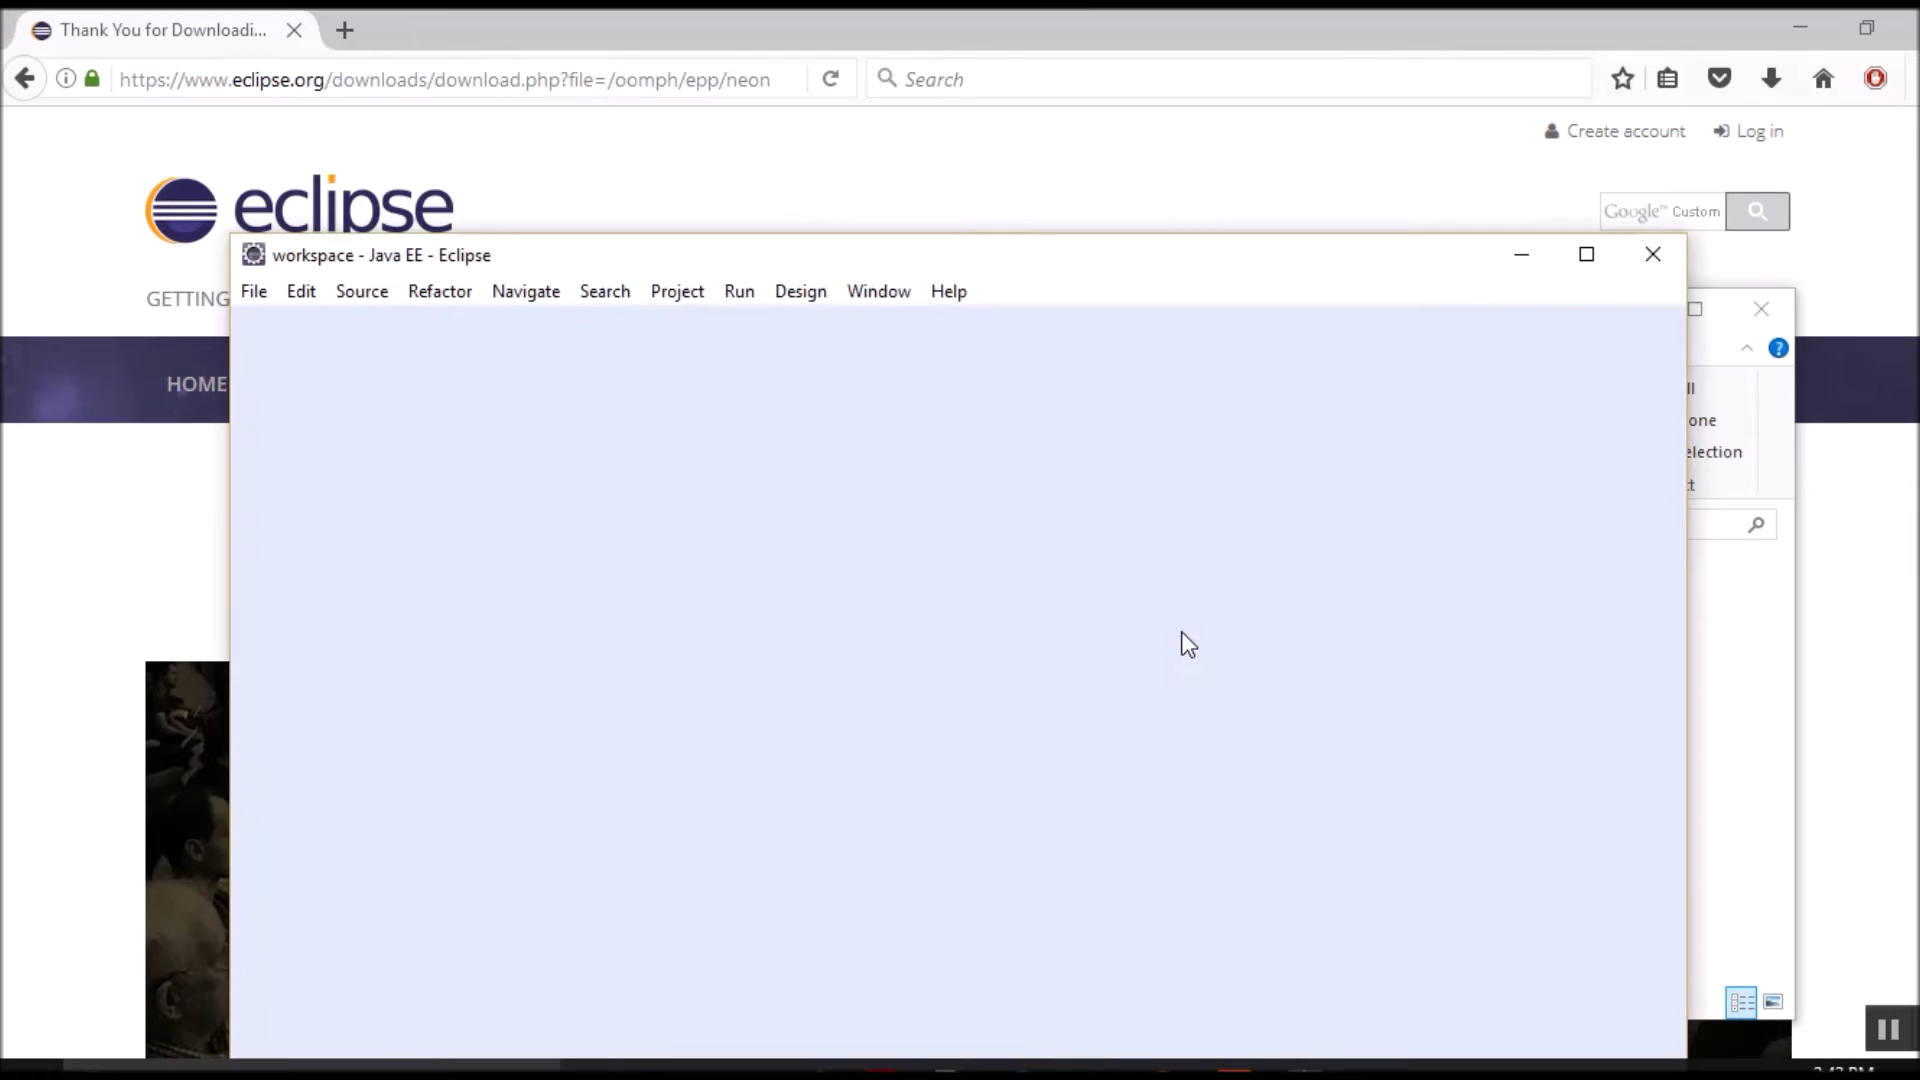 Thank You for Downloadi...
https://www.eclipse.org/downloads/download.php?file=/oomph/epp/neon
Search
Create account
Log in
eclipse
Google™ Custom
workspace - Java EE - Eclipse
File Edit Source Refactor Navigate Search Project Run Design Window Help
GETTING
HOME
one
election